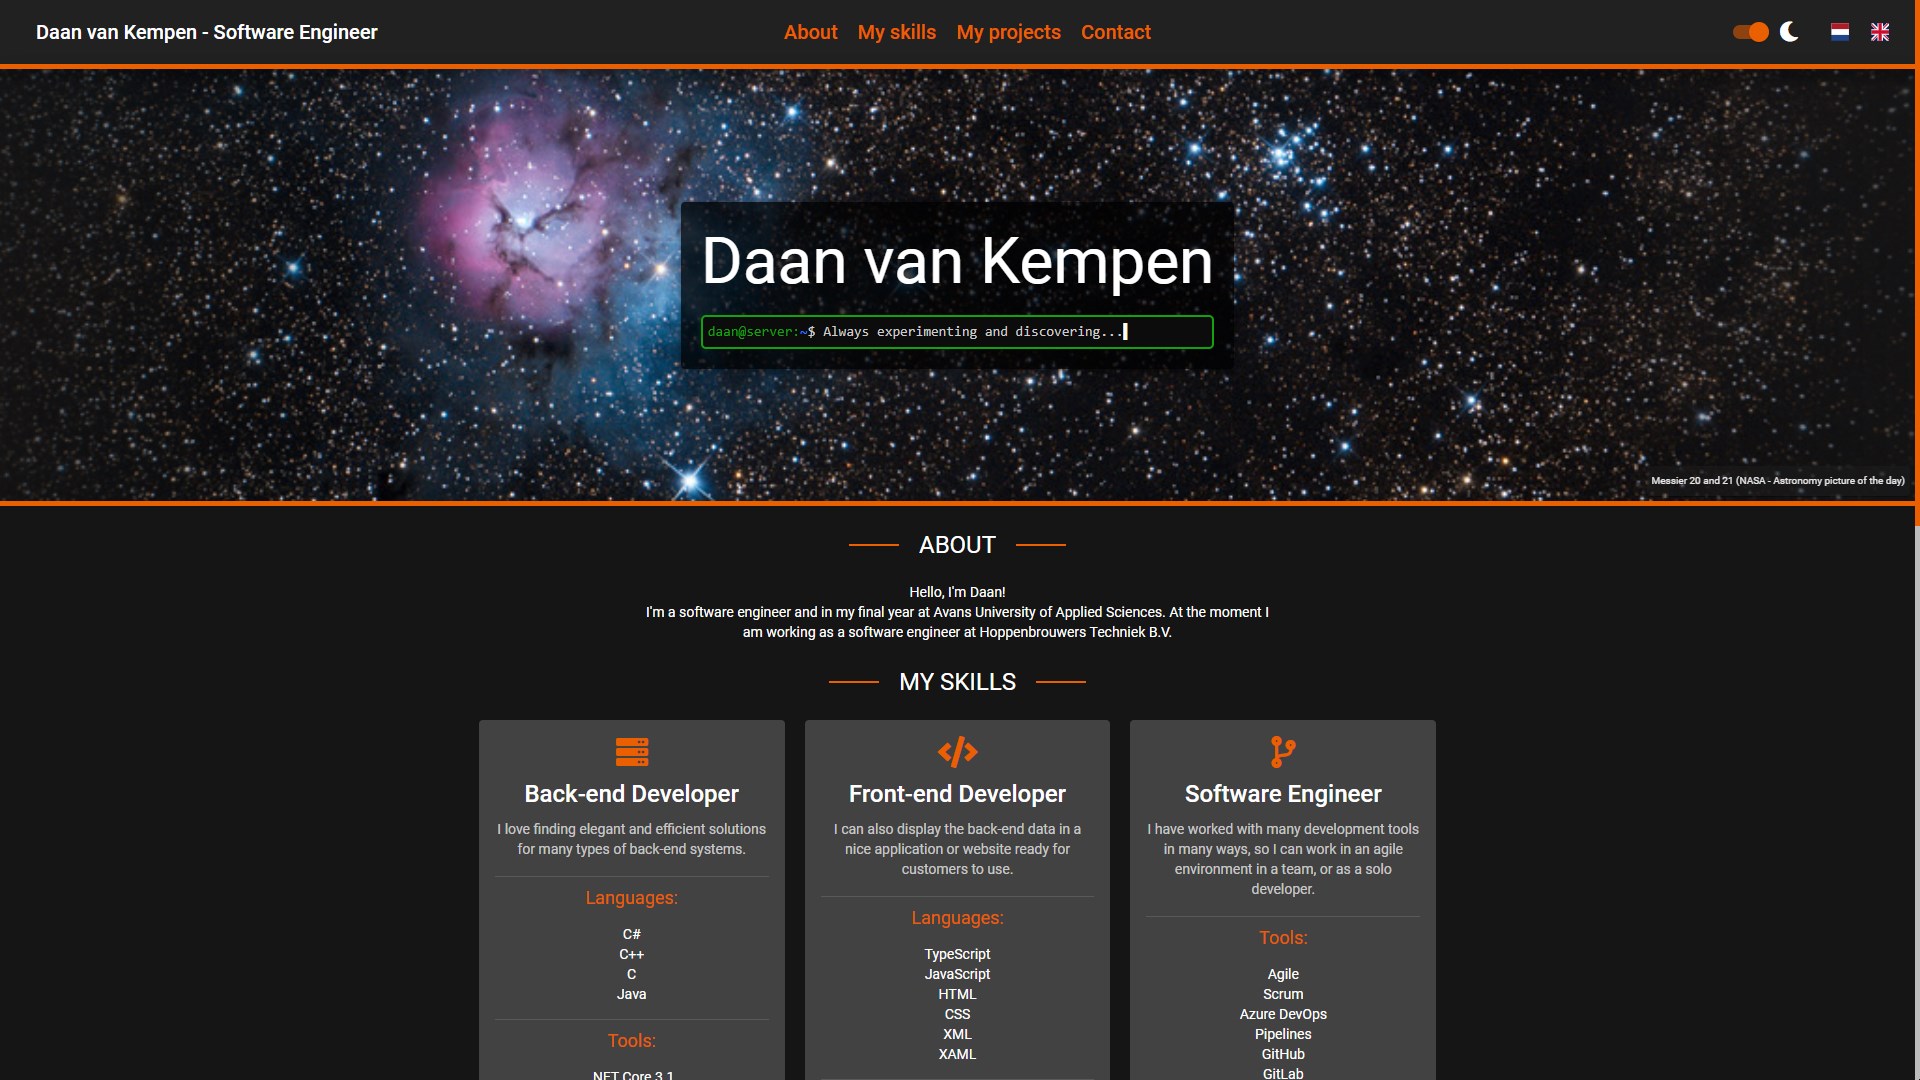 Daan van Kempen - Software Engineer
About My skills My projects Contact
Daan van Kempen
daan@server:~$ Always experimenting and discovering...
Messier 20 and 21 (NASA - Astronomy picture of the day)
ABOUT
Hello, I'm Daan!
I'm a software engineer and in my final year at Avans University of Applied Sciences. At the moment I
am working as a software engineer at Hoppenbrouwers Techniek B.V.
MY SKILLS
Back-end Developer
I love finding elegant and efficient solutions
for many types of back-end systems.
Languages:
C#
C++
C
Java
Tools:
.NET Core 3.1
Front-end Developer
I can also display the back-end data in a
nice application or website ready for
customers to use.
Languages:
TypeScript
JavaScript
HTML
CSS
XML
XAML
Software Engineer
I have worked with many development tools
in many ways, so I can work in an agile
environment in a team, or as a solo
developer.
Tools:
Agile
Scrum
Azure DevOps
Pipelines
GitHub
GitLab